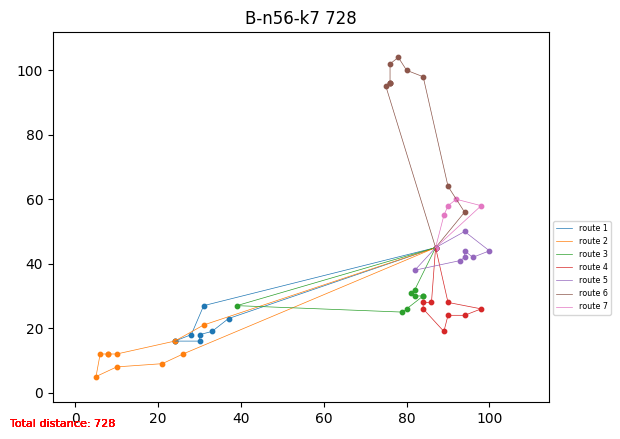 B-n56-k7 728
100
80
60
40
20
0
0 20 40 60 80 100
route 1
route 2
route 3
route 4
route 5
route 6
route 7
Total distance: 728